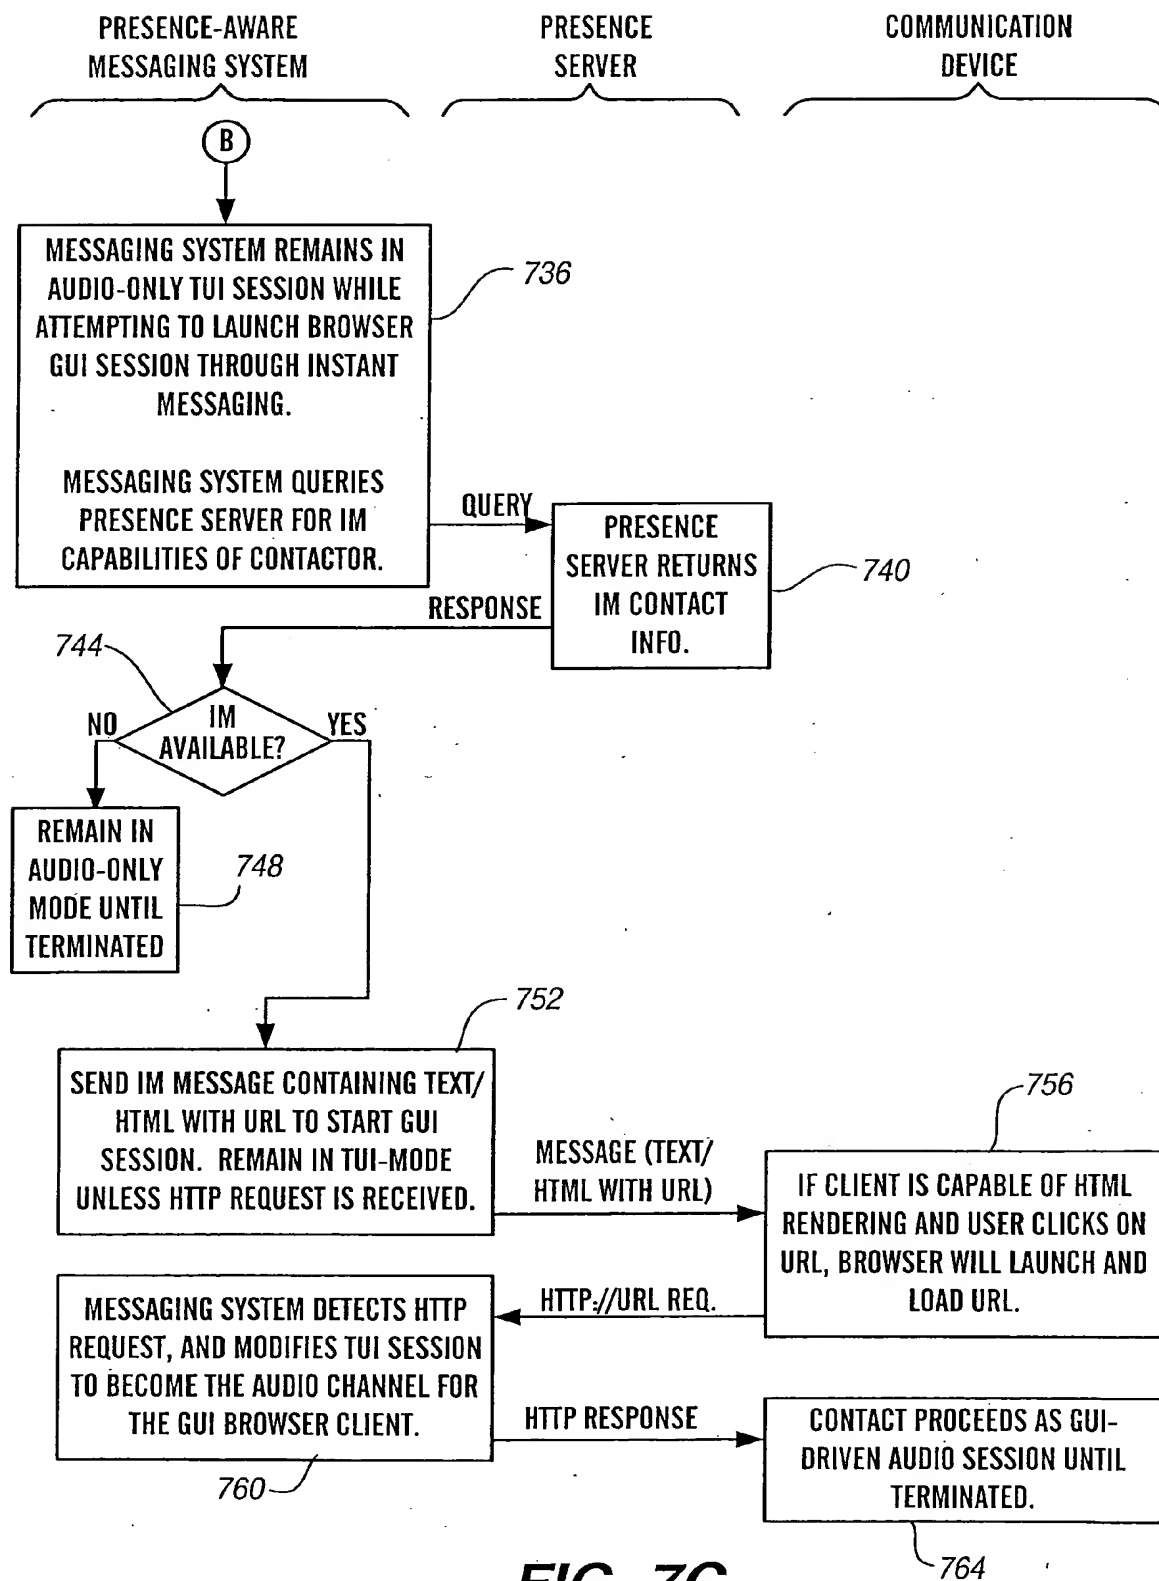 PRESENCE-AWARE
MESSAGING SYSTEM
PRESENCE
SERVER
COMMUNICATION
DEVICE
B
MESSAGING SYSTEM REMAINS IN
AUDIO-ONLY TUI SESSION WHILE
ATTEMPTING TO LAUNCH BROWSER
GUI SESSION THROUGH INSTANT
MESSAGING.
MESSAGING SYSTEM QUERIES
PRESENCE SERVER FOR IM
CAPABILITIES OF CONTACTOR.
736
QUERY
PRESENCE
SERVER RETURNS
IM CONTACT
INFO.
740
RESPONSE
744
IM
AVAILABLE?
NO
YES
REMAIN IN
AUDIO-ONLY
MODE UNTIL
TERMINATED
748
752
SEND IM MESSAGE CONTAINING TEXT/
HTML WITH URL TO START GUI
SESSION. REMAIN IN TUI-MODE
UNLESS HTTP REQUEST IS RECEIVED.
MESSAGE (TEXT/
HTML WITH URL)
756
IF CLIENT IS CAPABLE OF HTML
RENDERING AND USER CLICKS ON
URL, BROWSER WILL LAUNCH AND
LOAD URL.
HTTP://URL REQ.
MESSAGING SYSTEM DETECTS HTTP
REQUEST, AND MODIFIES TUI SESSION
TO BECOME THE AUDIO CHANNEL FOR
THE GUI BROWSER CLIENT.
760
HTTP RESPONSE
CONTACT PROCEEDS AS GUI-
DRIVEN AUDIO SESSION UNTIL
TERMINATED.
764
FIG. 7C